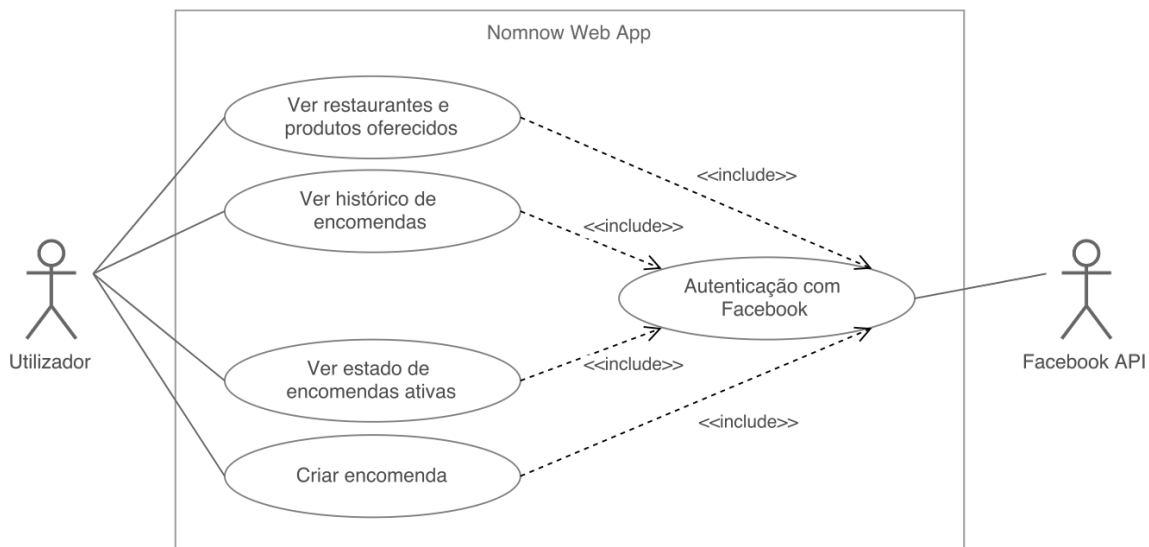 Nomnow Web App
Ver restaurantes e
produtos oferecidos
<<include>>
Ver histórico de
encomendas
<<include>>
Autenticação com
Facebook
Utilizador
Facebook API
Ver estado de
encomendas ativas
<<include>>
<<include>>
Criar encomenda